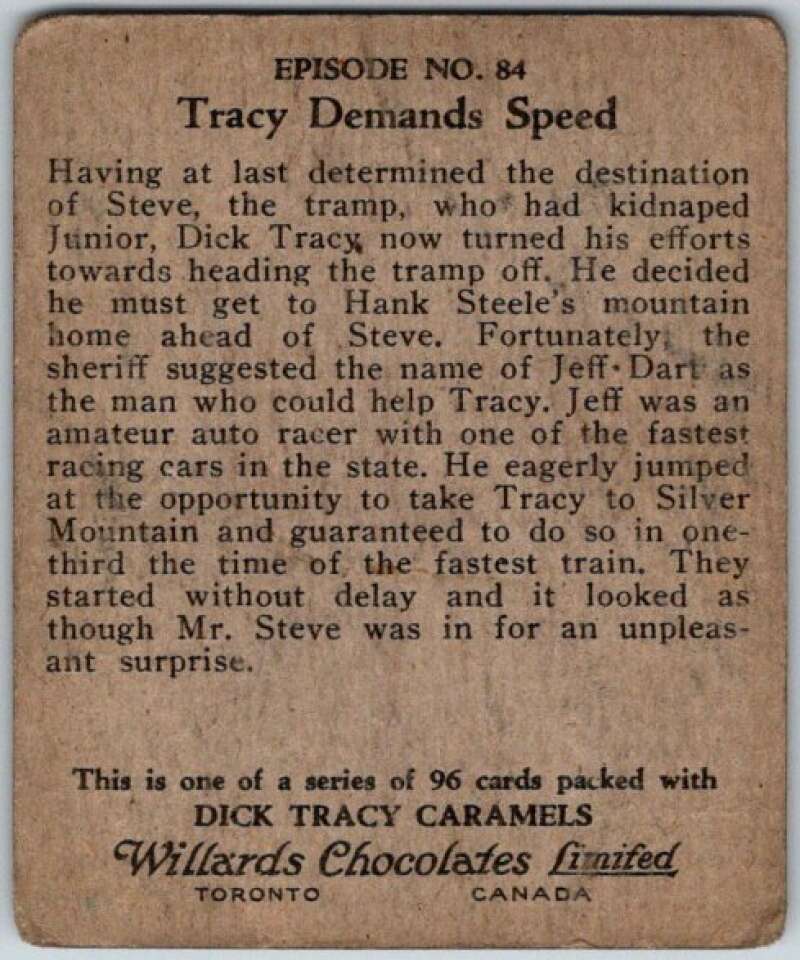 EPISODE NO. 84
Tracy Demands Speed
Having at last determined the destination
of Steve, the tramp, who had kidnaped
Junior, Dick Tracy, now turned his efforts
towards heading the tramp off. He decided
he must get to Hank Steele's mountain
home ahead of Steve. Fortunately, the
sheriff suggested the name of Jeff Dart as
the man who could help Tracy. Jeff was an
amateur auto racer with one of the fastest
racing cars in the state. He eagerly jumped
at the opportunity to take Tracy to Silver
Mountain and guaranteed to do so in one-
third the time of the fastest train. They
started without delay and it looked as
though Mr. Steve was in for an unpleas-
ant surprise.
This is one of a series of 96 cards packed with
DICK TRACY CARAMELS
Willards Chocolates Limited
TORONTO CANADA